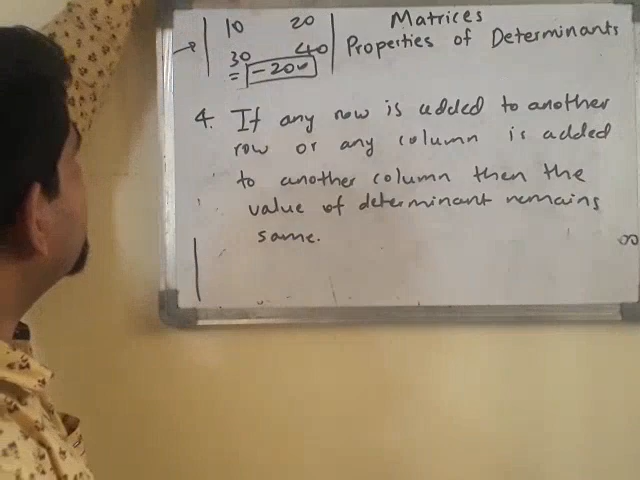 10 20
Matrices
→ 30 40
Properties of Determinants
= -200
4. If any row is added to another
row or any column is added
to another column then the
value of determinant remains
same.